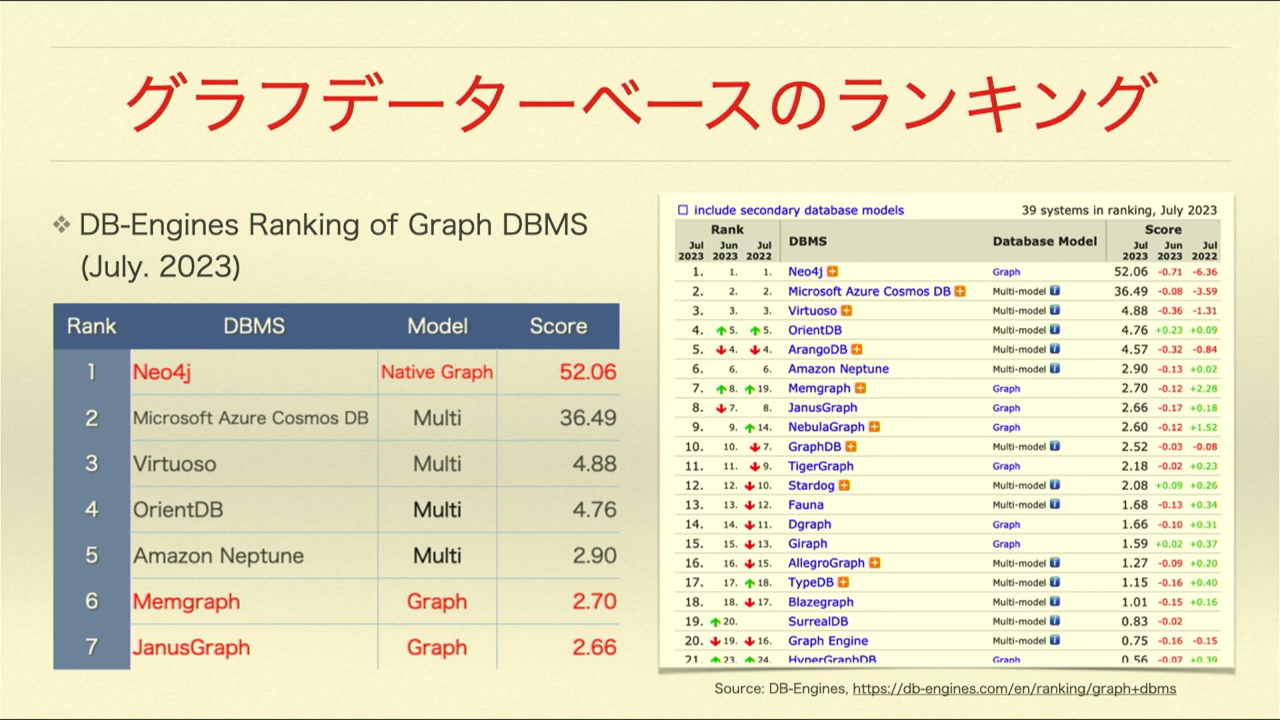 グラフデーターベースのランキング
❖ DB-Engines Ranking of Graph DBMS
(July. 2023)
Rank DBMS Model Score
1 Neo4j Native Graph 52.06
2 Microsoft Azure Cosmos DB Multi 36.49
3 Virtuoso Multi 4.88
4 OrientDB Multi 4.76
5 Amazon Neptune Multi 2.90
6 Memgraph Graph 2.70
7 JanusGraph Graph 2.66
☐ include secondary database models 39 systems in ranking, July 2023
Rank DBMS Database Model Score
Jul 2023 Jun 2023 Jul 2022 Jul 2023 Jun 2023 Jul 2022
1. 1. 1. Neo4j Graph 52.06 -0.71 -6.36
2. 2. 2. Microsoft Azure Cosmos DB Multi-model 36.49 -0.08 -3.59
3. 3. 3. Virtuoso Multi-model 4.88 -0.36 -1.31
4. 5. 5. OrientDB Multi-model 4.76 +0.23 +0.09
5. 4. 4. ArangoDB Multi-model 4.57 -0.32 -0.84
6. 6. 6. Amazon Neptune Multi-model 2.90 -0.13 +0.02
7. 8. 19. Memgraph Graph 2.70 -0.12 +2.28
8. 7. 8. JanusGraph Graph 2.66 -0.17 +0.18
9. 9. 14. NebulaGraph Graph 2.60 -0.12 +1.52
10. 10. 7. GraphDB Multi-model 2.52 -0.03 -0.08
11. 11. 9. TigerGraph Graph 2.18 -0.02 +0.23
12. 12. 10. Stardog Multi-model 2.08 +0.09 +0.26
13. 13. 12. Fauna Multi-model 1.68 -0.13 +0.34
14. 14. 11. Dgraph Graph 1.66 -0.10 +0.31
15. 15. 13. Giraph Graph 1.59 +0.02 +0.37
16. 16. 15. AllegroGraph Multi-model 1.27 -0.09 +0.20
17. 17. 18. TypeDB Multi-model 1.15 -0.16 +0.40
18. 18. 17. Blazegraph Multi-model 1.01 -0.15 +0.16
19. 20. SurrealDB Multi-model 0.83 -0.02
20. 19. 16. Graph Engine Multi-model 0.75 -0.16 -0.15
21. 23. 24. HyperGraphDB Graph 0.56 -0.07 +0.39
Source: DB-Engines, https://db-engines.com/en/ranking/graph+dbms